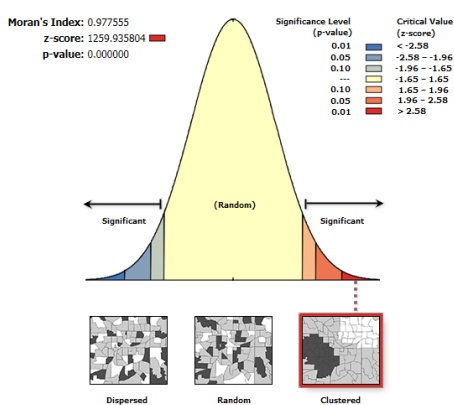 Moran's Index: 0.977555
z-score: 1259.935804
p-value: 0.000000
Significance Level
(p-value)
Critical Value
(z-score)
0.01 < -2.58
0.05 -2.58 – -1.96
0.10 -1.96 – -1.65
--- -1.65 – 1.65
0.10 1.65 – 1.96
0.05 1.96 – 2.58
0.01 > 2.58
(Random)
Significant
Significant
Dispersed
Random
Clustered